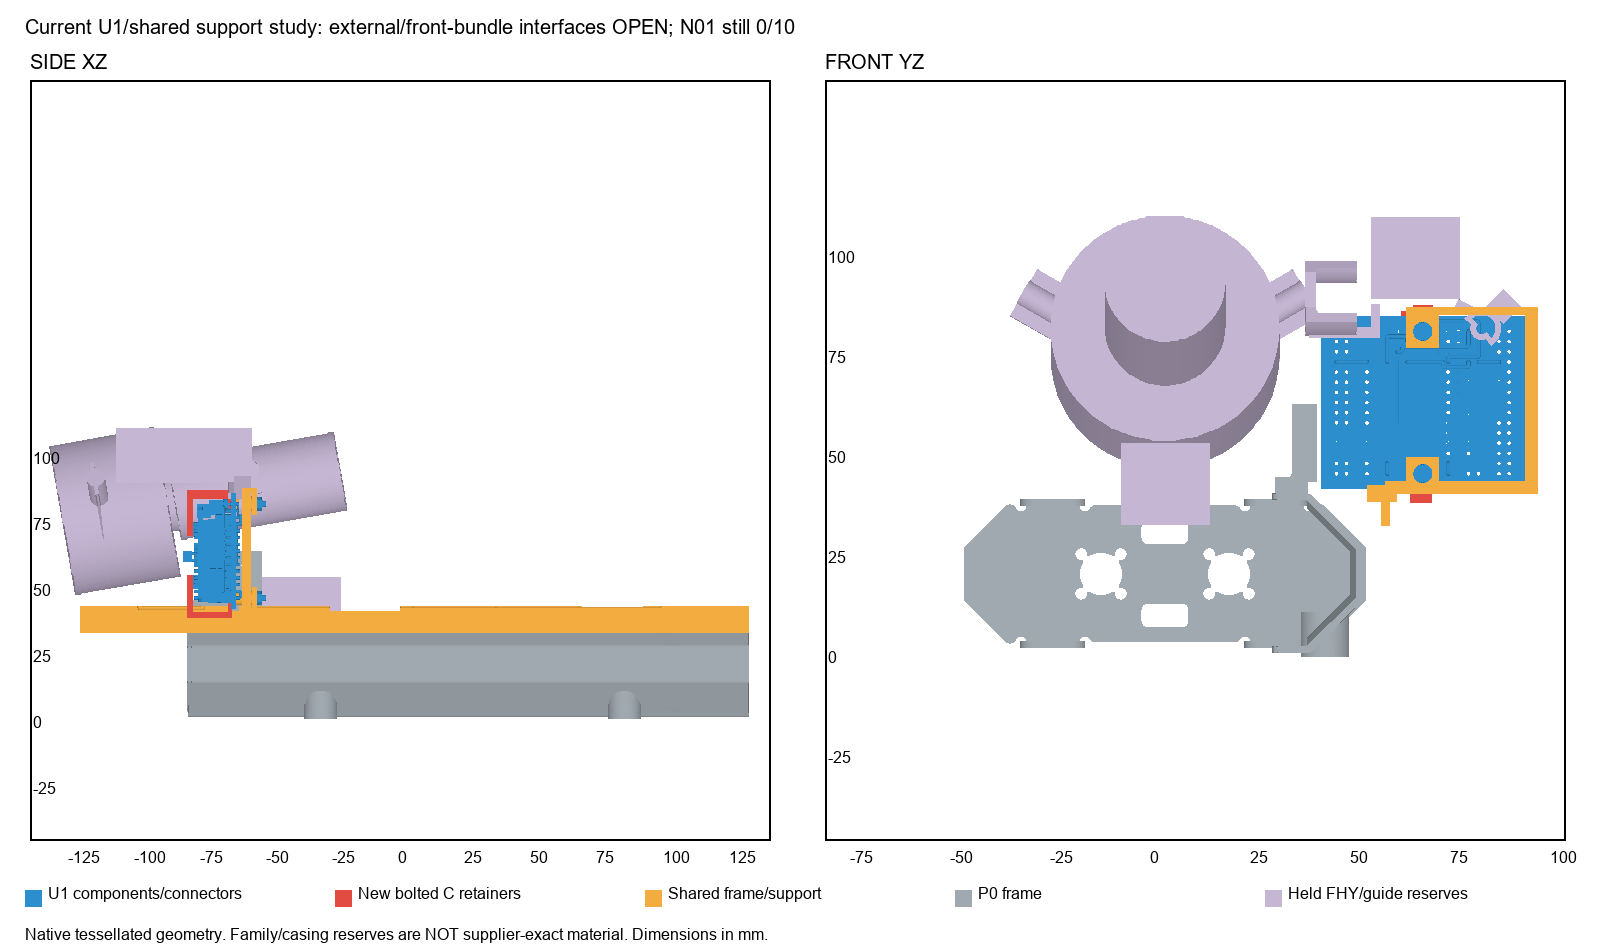 Current U1/shared support study: external/front-bundle interfaces OPEN; N01 still 0/10
SIDE XZ
FRONT YZ
100
75
50
25
0
-25
-125 -100 -75 -50 -25 0 25 50 75 100 125
100
75
50
25
0
-25
-75 -50 -25 0 25 50 75 100
U1 components/connectors
New bolted C retainers
Shared frame/support
P0 frame
Held FHY/guide reserves
Native tessellated geometry. Family/casing reserves are NOT supplier-exact material. Dimensions in mm.